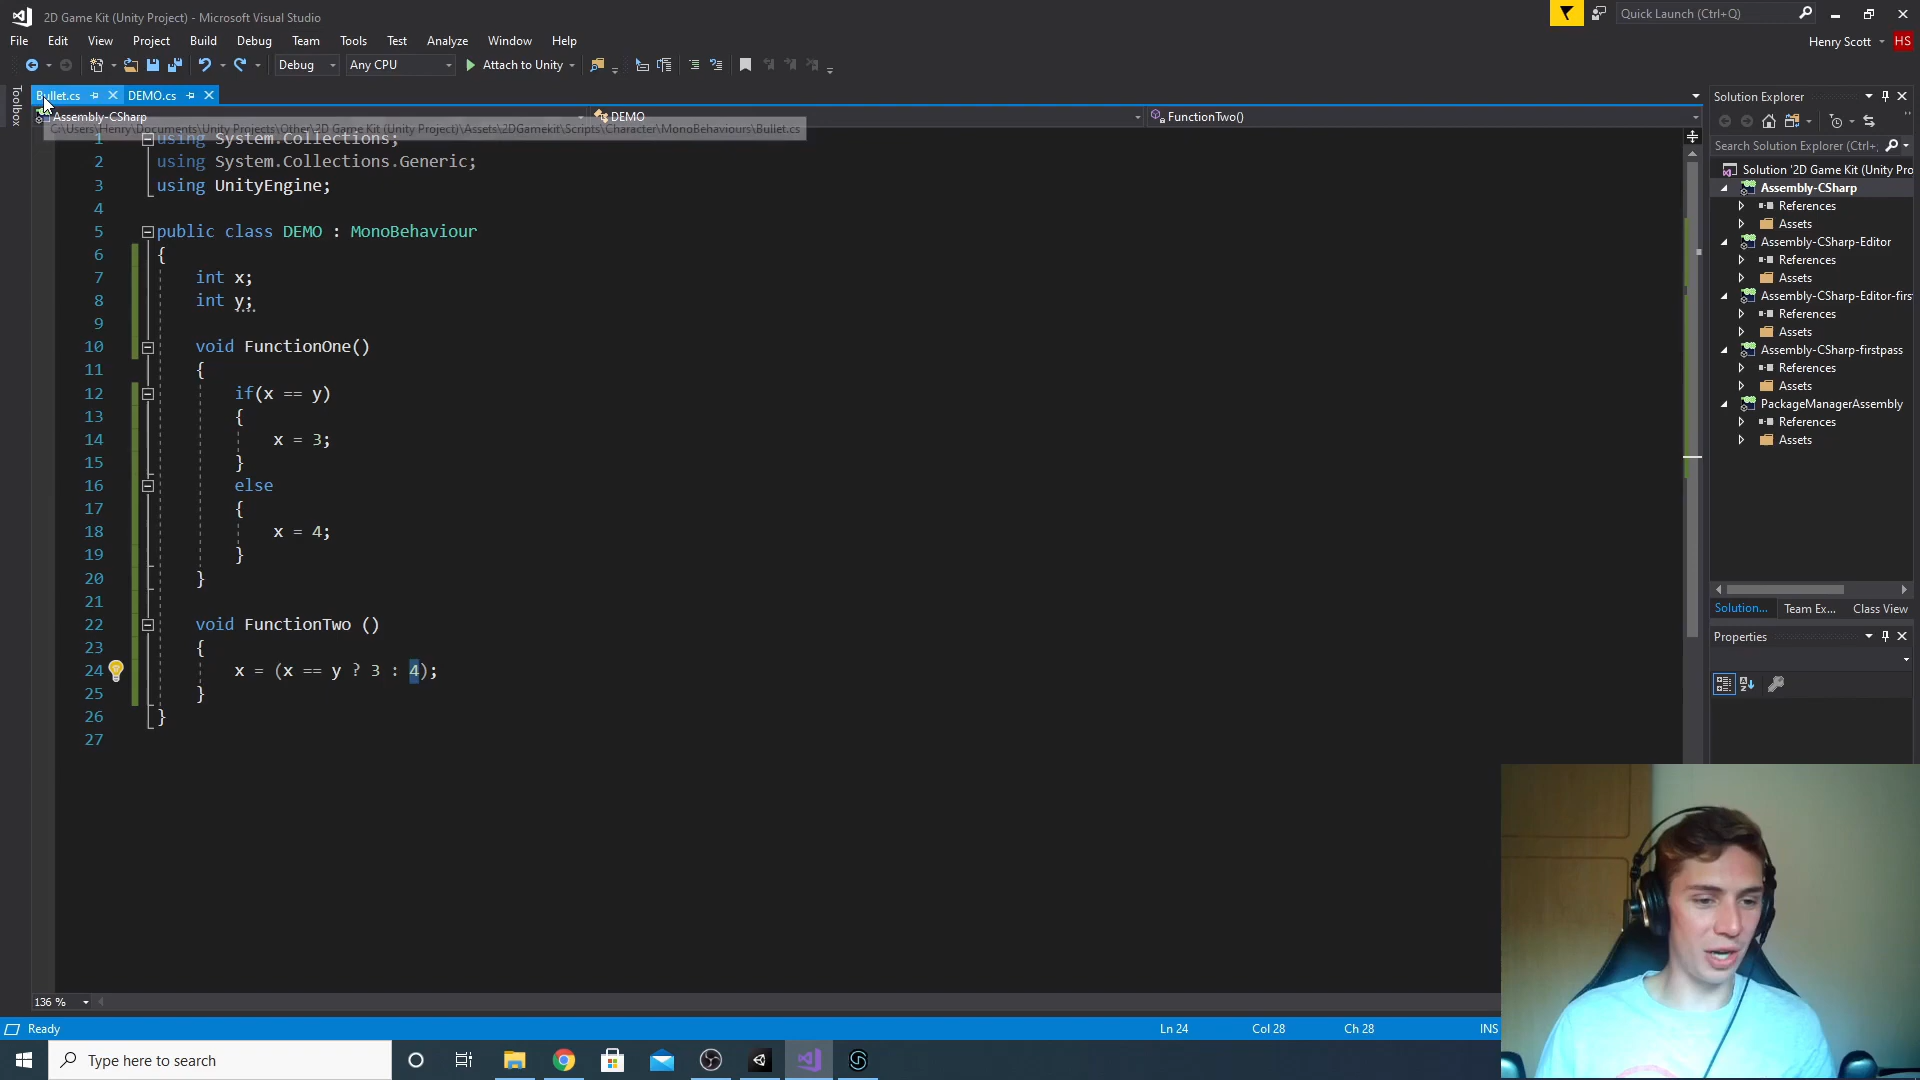 2D Game Kit (Unity Project) - Microsoft Visual Studio
Quick Launch (Ctrl+Q)
File Edit View Project Build Debug Team Tools Test Analyze Window Help
Henry Scott HS
Debug Any CPU Attach to Unity
Toolbox
Bullet.cs DEMO.cs
Assembly-CSharp DEMO FunctionTwo()
C:\Users\Henry\Documents\Unity Projects\Other\2D Game Kit (Unity Project)\Assets\2DGamekit\Scripts\Character\MonoBehaviours\Bullet.cs
1 using System.Collections;
2 using System.Collections.Generic;
3 using UnityEngine;
4
5 public class DEMO : MonoBehaviour
6 {
7 int x;
8 int y;
9
10 void FunctionOne()
11 {
12 if(x == y)
13 {
14 x = 3;
15 }
16 else
17 {
18 x = 4;
19 }
20 }
21
22 void FunctionTwo ()
23 {
24 x = (x == y ? 3 : 4);
25 }
26 }
27
136 %
Solution Explorer
Search Solution Explorer (Ctrl+
Solution '2D Game Kit (Unity Pro
Assembly-CSharp
References
Assets
Assembly-CSharp-Editor
References
Assets
Assembly-CSharp-Editor-firs
References
Assets
Assembly-CSharp-firstpass
References
Assets
PackageManagerAssembly
References
Assets
Solution... Team Ex... Class View
Properties
Ready Ln 24 Col 28 Ch 28 INS
Type here to search